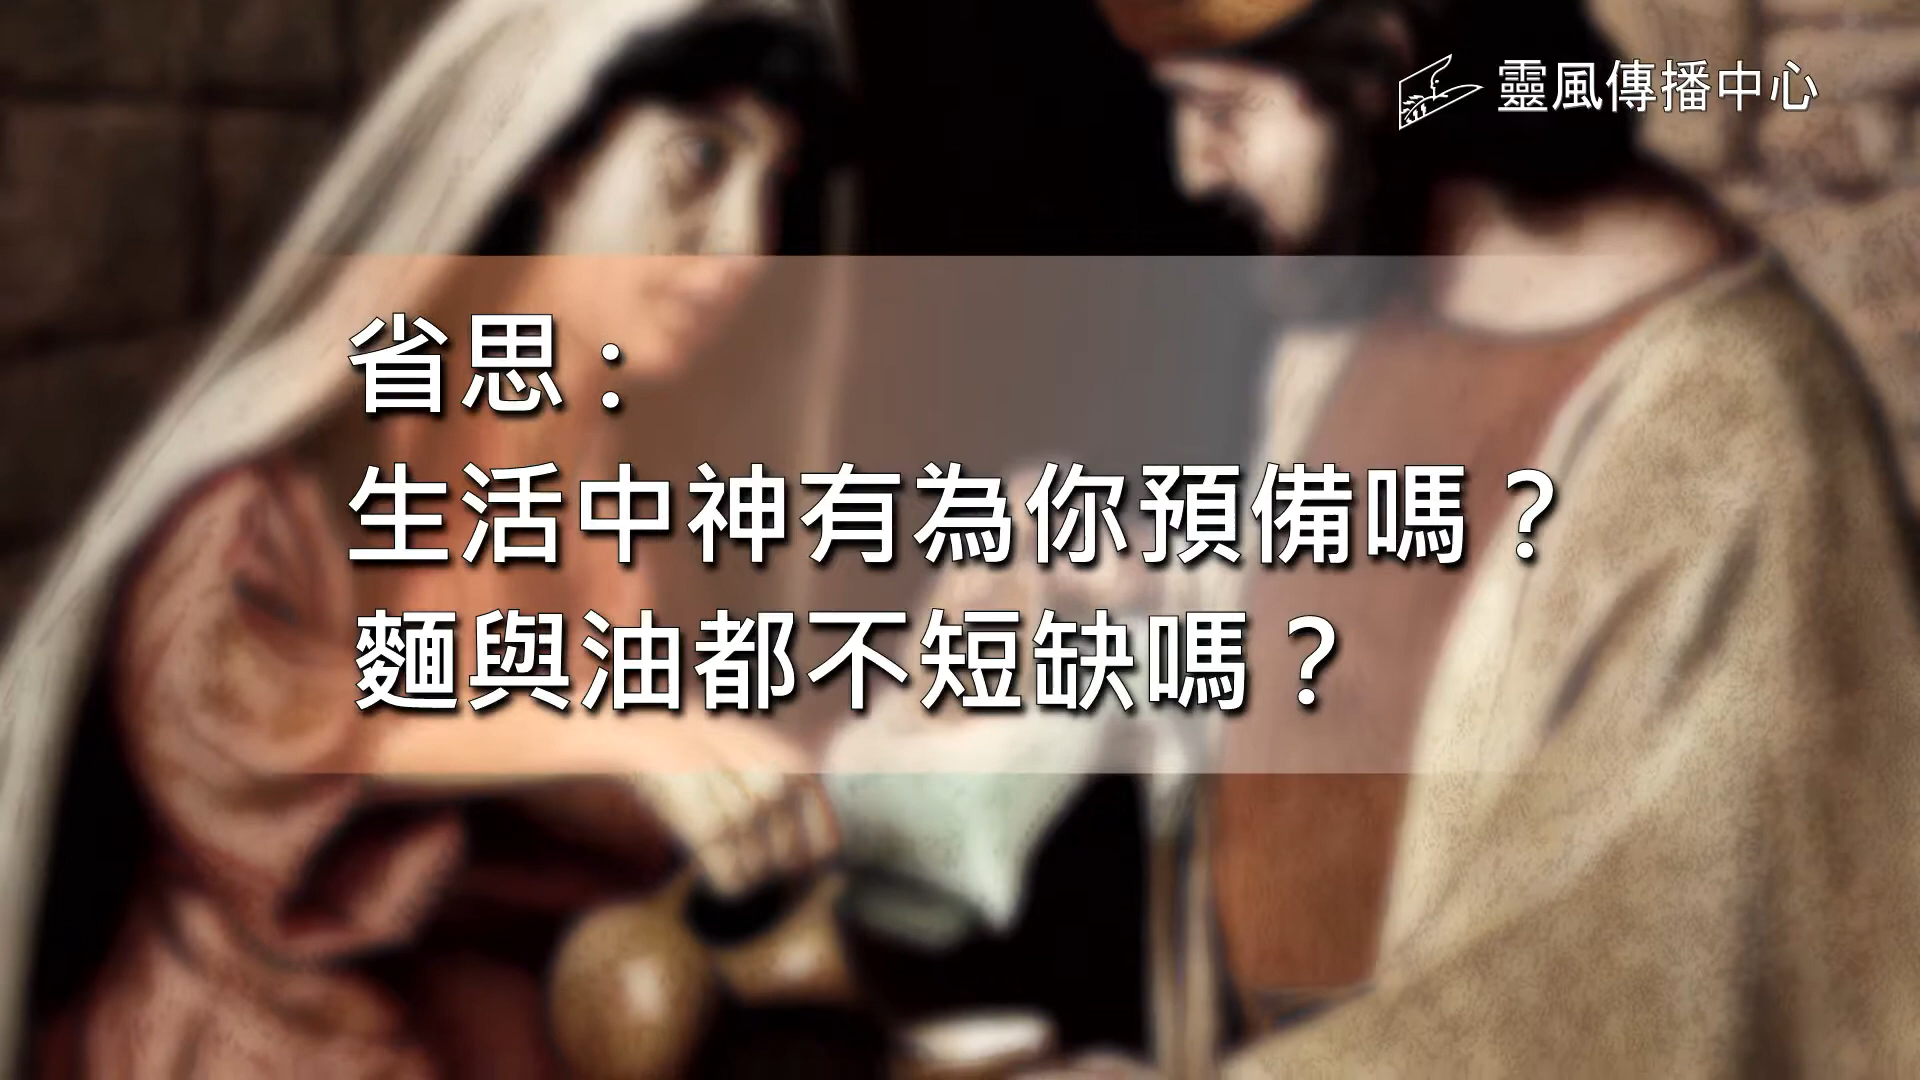 靈風傳播中心
省思：
生活中神有為你預備嗎？
麵與油都不短缺嗎？